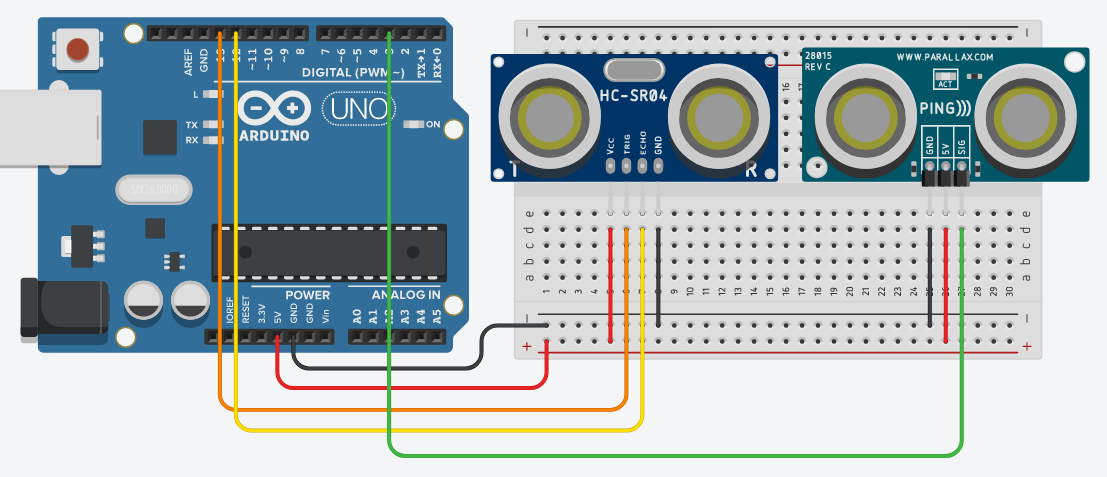 AREF
GND
13
12
~11
~10
~9
8
7
~6
~5
4
2
TX→1
RX←0
DIGITAL (PWM~)
L
TX
RX
UNO
ARDUINO
ON
IOREF
RESET
3.3V
5V
GND
GND
Vin
POWER
ANALOG IN
A0
A1
A2
A3
A4
A5
HC-SR04
VCC
TRIG
ECHO
GND
T
R
28015
REV C
WWW.PARALLAX.COM
ACT
PING)))
GND
5V
SIG
16
17
e
d
c
b
a
e
d
c
b
a
1 2 3 4 5 6 7 8 9 10 11 12 13 14 15 16 17 18 19 20 21 22 23 24 25 26 27 28 29 30
− −
+ +